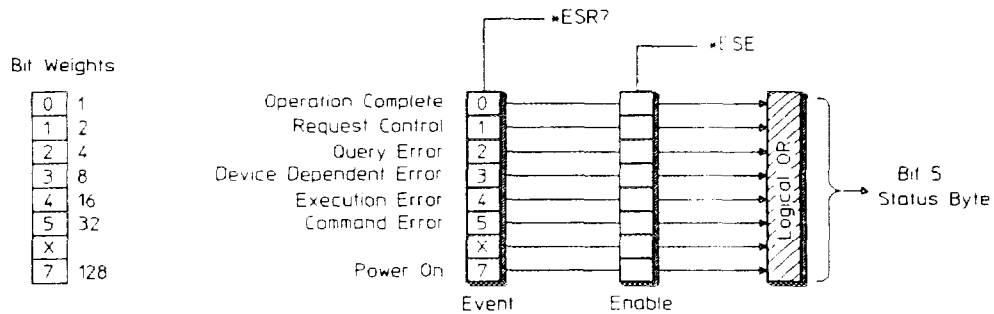 *ESR?
*ESE
Bit Weights
0 1
1 2
2 4
3 8
4 16
5 32
X
7 128
Operation Complete 0
Request Control 1
Query Error 2
Device Dependent Error 3
Execution Error 4
Command Error 5
X
Power On 7
Logical OR
Bit 5
Status Byte
Event
Enable